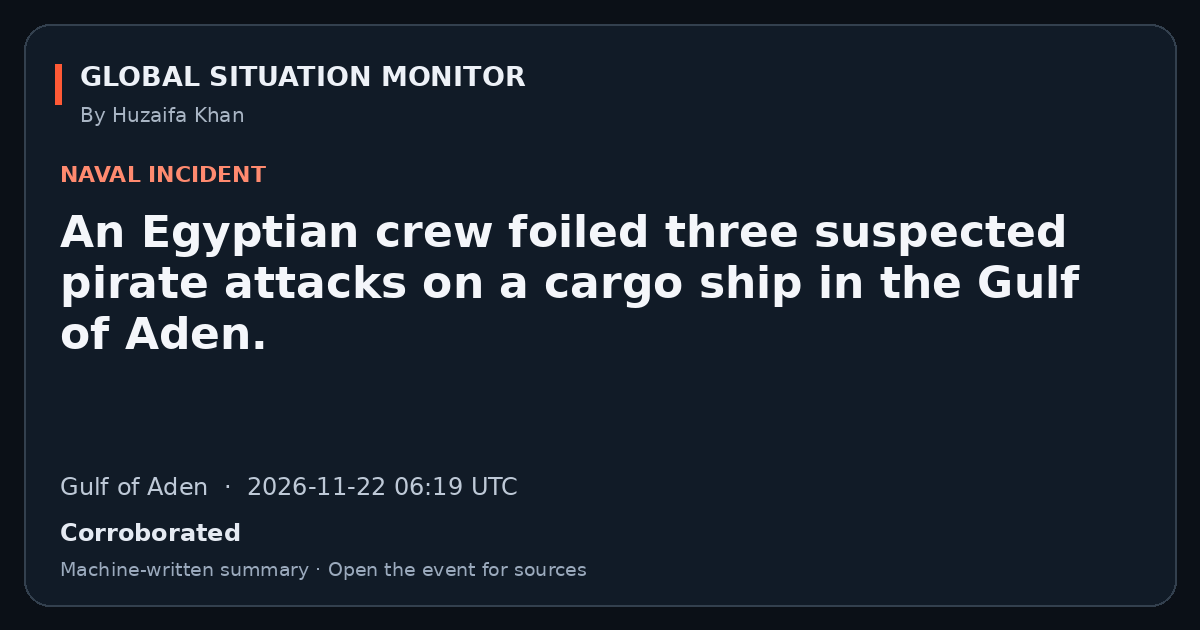 GLOBAL SITUATION MONITOR
By Huzaifa Khan
NAVAL INCIDENT
An Egyptian crew foiled three suspected
pirate attacks on a cargo ship in the Gulf
of Aden.
Gulf of Aden · 2026-11-22 06:19 UTC
Corroborated
Machine-written summary · Open the event for sources